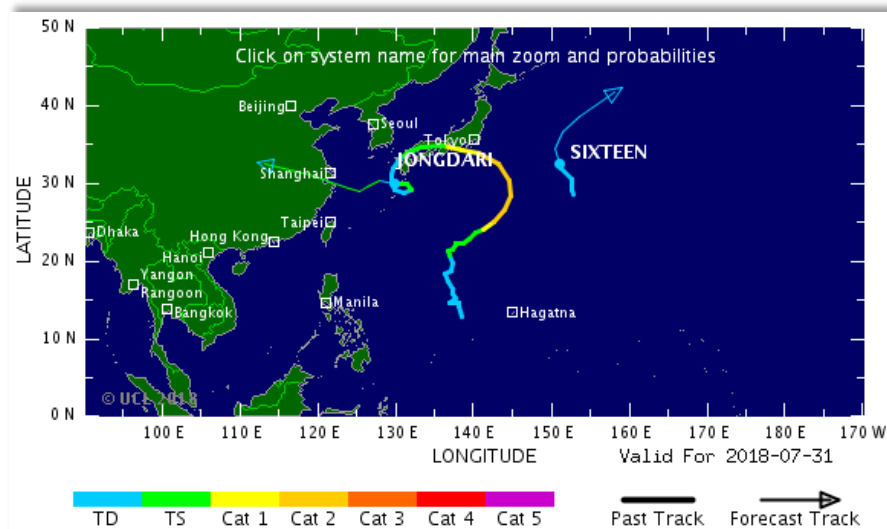 50 N
Click on system name for main zoom and probabilities
40 N
Beijing
Seoul
Tokyo
JONGDARI
SIXTEEN
Shanghai
30 N
LATITUDE
Taipei
Dhaka
Hong Kong
Hanoi
20 N
Yangon
Rangoon
Manila
Hagatna
Bangkok
10 N
© UCL 2018
0 N
100 E 110 E 120 E 130 E 140 E 150 E 160 E 170 E 180 E 170 W
LONGITUDE
Valid For 2018-07-31
TD TS Cat 1 Cat 2 Cat 3 Cat 4 Cat 5 Past Track Forecast Track